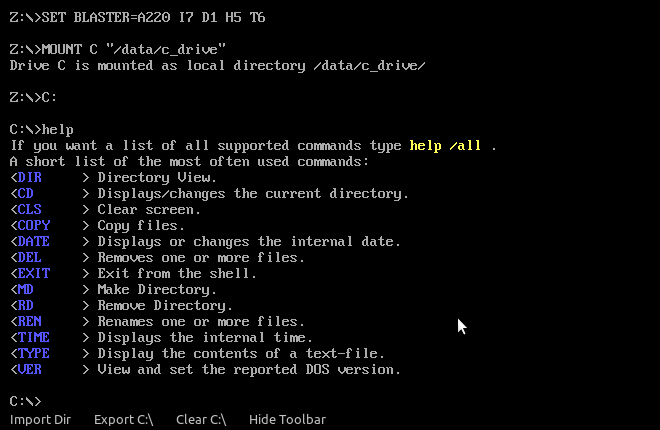 Z:\>SET BLASTER=A220 I7 D1 H5 T6
Z:\>MOUNT C "/data/c_drive"
Drive C is mounted as local directory /data/c_drive/
Z:\>C:
C:\>help
If you want a list of all supported commands type help /all .
A short list of the most often used commands:
<DIR     > Directory View.
<CD      > Displays/changes the current directory.
<CLS     > Clear screen.
<COPY    > Copy files.
<DATE    > Displays or changes the internal date.
<DEL     > Removes one or more files.
<EXIT    > Exit from the shell.
<MD      > Make Directory.
<RD      > Remove Directory.
<REN     > Renames one or more files.
<TIME    > Displays the internal time.
<TYPE    > Display the contents of a text-file.
<VER     > View and set the reported DOS version.
C:\>
Import Dir Export C:\ Clear C:\ Hide Toolbar